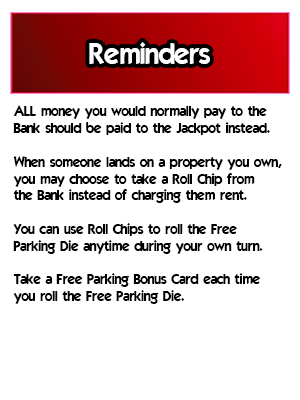 Reminders
ALL money you would normally pay to the
Bank should be paid to the Jackpot instead.
When someone lands on a property you own,
you may choose to take a Roll Chip from
the Bank instead of charging them rent.
You can use Roll Chips to roll the Free
Parking Die anytime during your own turn.
Take a Free Parking Bonus Card each time
you roll the Free Parking Die.